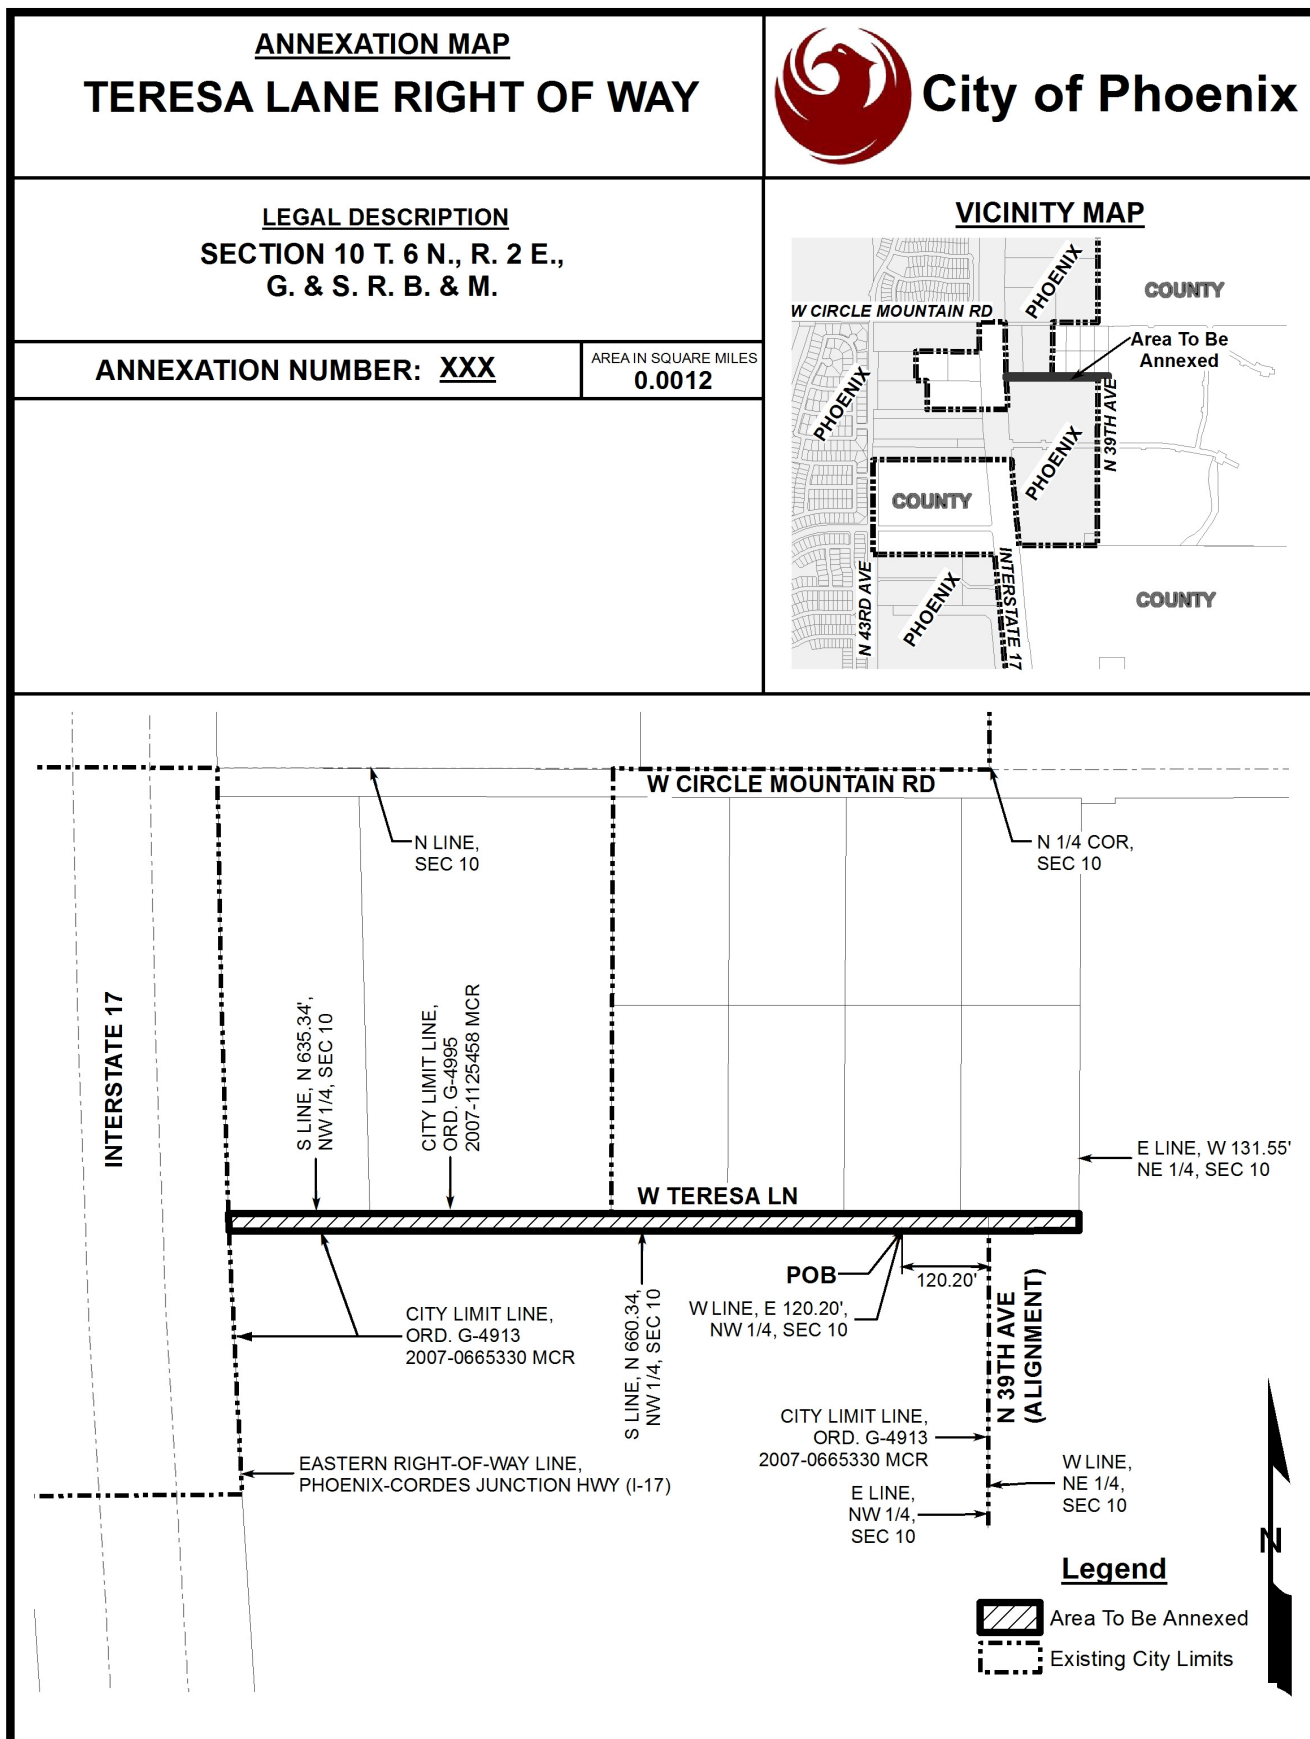 ANNEXATION MAP
TERESA LANE RIGHT OF WAY
City of Phoenix
LEGAL DESCRIPTION
SECTION 10 T. 6 N., R. 2 E.,
G. & S. R. B. & M.
ANNEXATION NUMBER: XXX
AREA IN SQUARE MILES
0.0012
VICINITY MAP
PHOENIX
COUNTY
W CIRCLE MOUNTAIN RD
Area To Be
Annexed
PHOENIX
N 39TH AVE
PHOENIX
COUNTY
INTERSTATE 17
N 43RD AVE
PHOENIX
COUNTY
W CIRCLE MOUNTAIN RD
N LINE,
SEC 10
N 1/4 COR,
SEC 10
INTERSTATE 17
S LINE, N 635.34',
NW 1/4, SEC 10
CITY LIMIT LINE,
ORD. G-4995
2007-1125458 MCR
E LINE, W 131.55'
NE 1/4, SEC 10
W TERESA LN
POB
120.20'
W LINE, E 120.20',
NW 1/4, SEC 10
CITY LIMIT LINE,
ORD. G-4913
2007-0665330 MCR
S LINE, N 660.34,
NW 1/4, SEC 10
N 39TH AVE
(ALIGNMENT)
CITY LIMIT LINE,
ORD. G-4913
2007-0665330 MCR
EASTERN RIGHT-OF-WAY LINE,
PHOENIX-CORDES JUNCTION HWY (I-17)
W LINE,
NE 1/4,
SEC 10
E LINE,
NW 1/4,
SEC 10
N
Legend
Area To Be Annexed
Existing City Limits